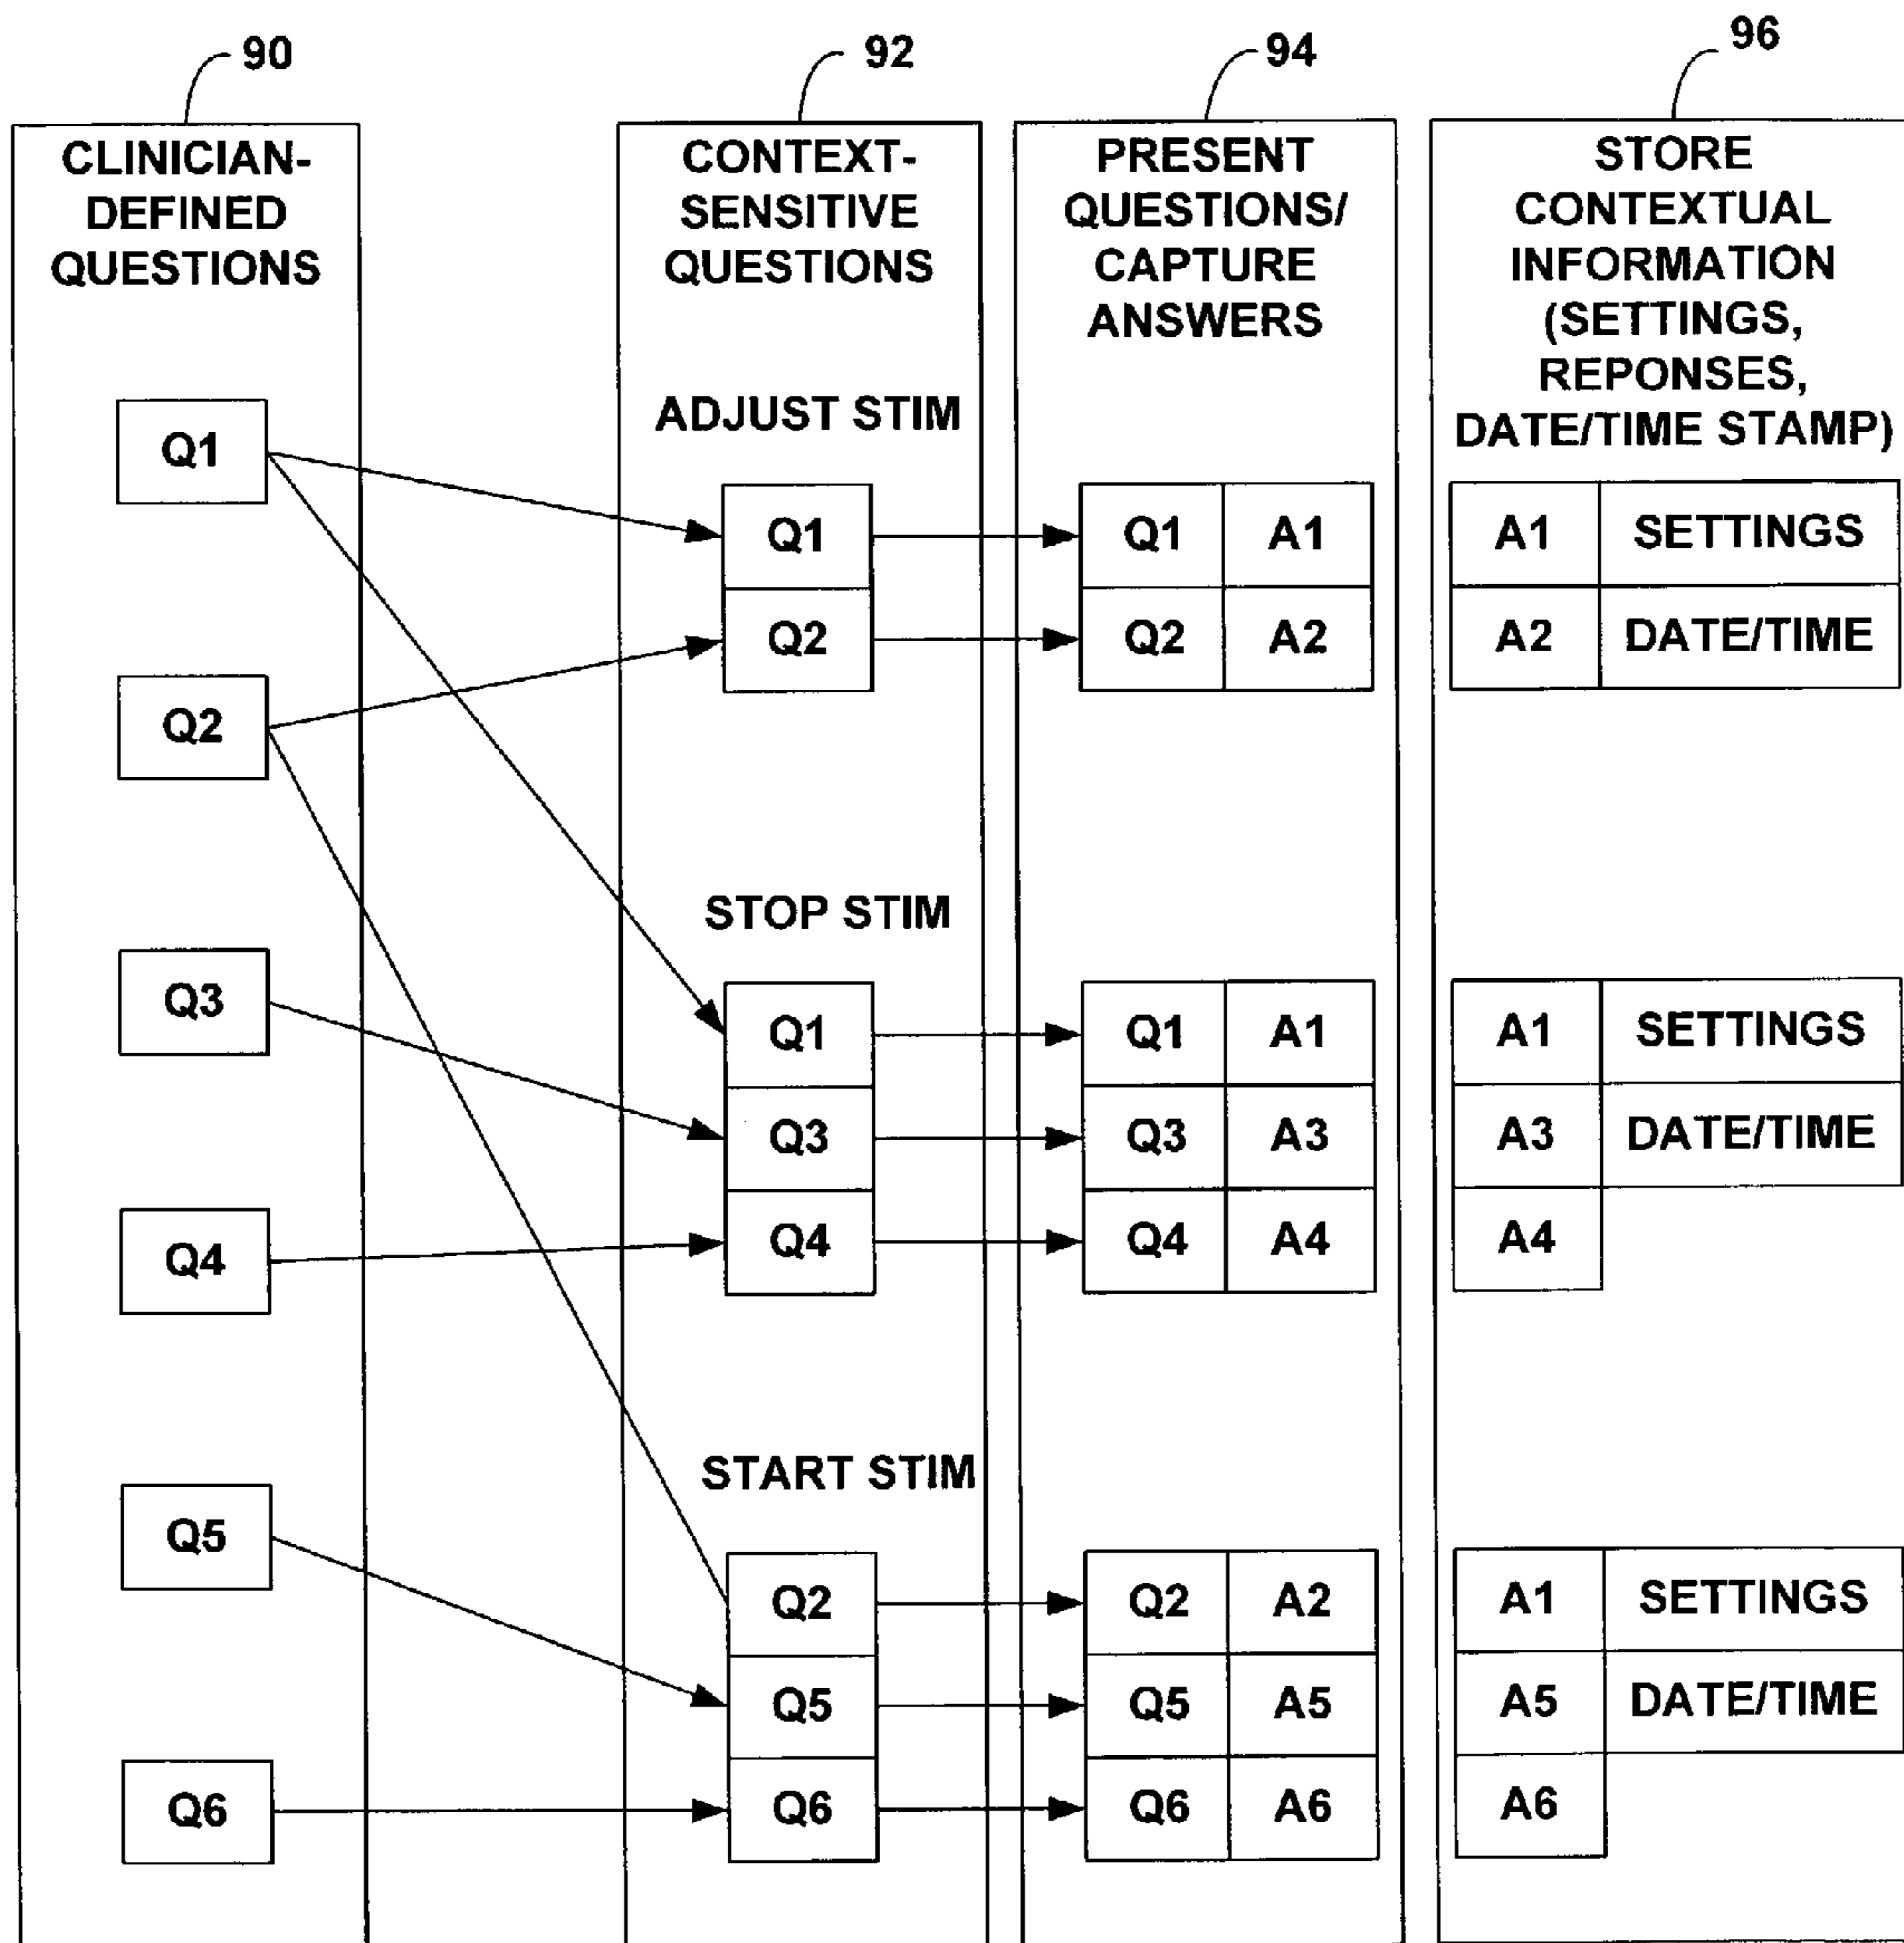 90
92
94
96
CLINICIAN-
DEFINED
QUESTIONS
Q1
Q2
Q3
Q4
Q5
Q6
CONTEXT-
SENSITIVE
QUESTIONS
ADJUST STIM
Q1
Q2
STOP STIM
Q1
Q3
Q4
START STIM
Q2
Q5
Q6
PRESENT
QUESTIONS/
CAPTURE
ANSWERS
Q1 A1
Q2 A2
Q1 A1
Q3 A3
Q4 A4
Q2 A2
Q5 A5
Q6 A6
STORE
CONTEXTUAL
INFORMATION
(SETTINGS,
REPONSES,
DATE/TIME STAMP)
A1 SETTINGS
A2 DATE/TIME
A1 SETTINGS
A3 DATE/TIME
A4
A1 SETTINGS
A5 DATE/TIME
A6